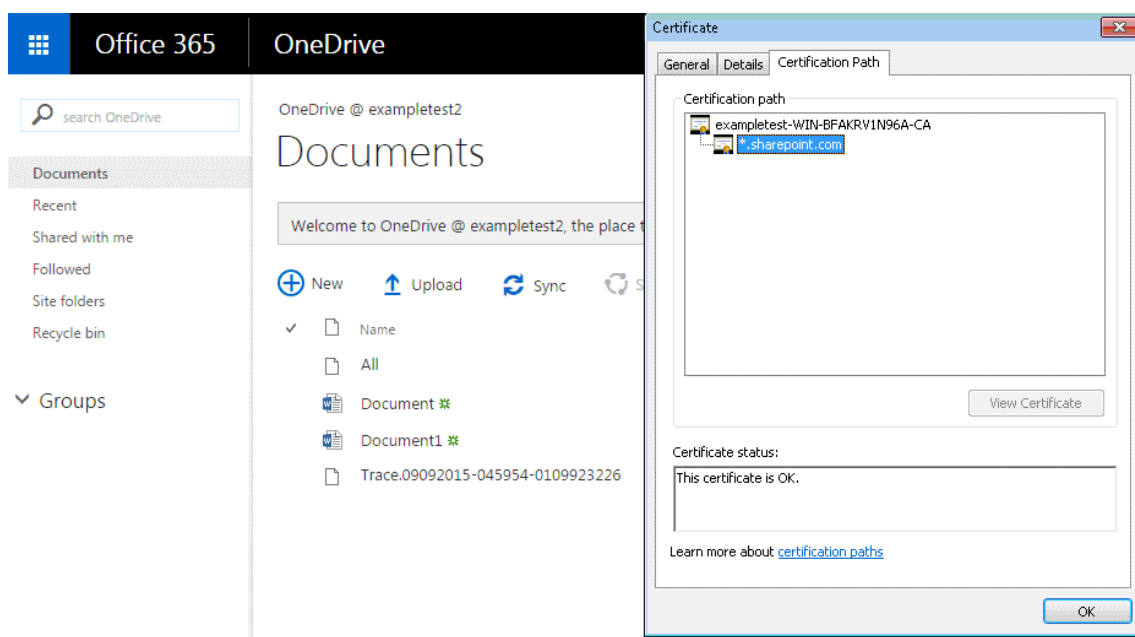 Office 365
OneDrive
search OneDrive
Documents
Recent
Shared with me
Followed
Site folders
Recycle bin
Groups
OneDrive @ exampletest2
Documents
Welcome to OneDrive @ exampletest2, the place t
New Upload Sync S
Name
All
Document
Document1
Trace.09092015-045954-0109923226
Certificate
General Details Certification Path
Certification path
exampletest-WIN-BFAKRV1N96A-CA
*.sharepoint.com
View Certificate
Certificate status:
This certificate is OK.
Learn more about certification paths
OK